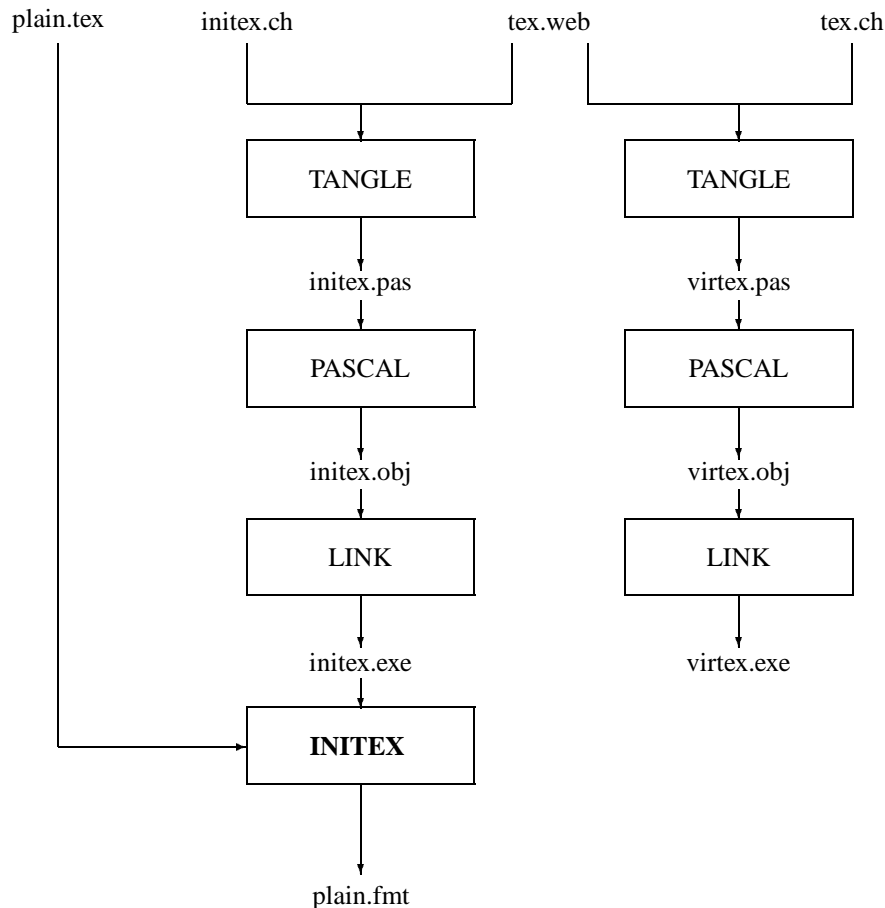 plain.tex initex.ch tex.web tex.ch
TANGLE TANGLE
initex.pas virtex.pas
PASCAL PASCAL
initex.obj virtex.obj
LINK LINK
initex.exe virtex.exe
INITEX
plain.fmt